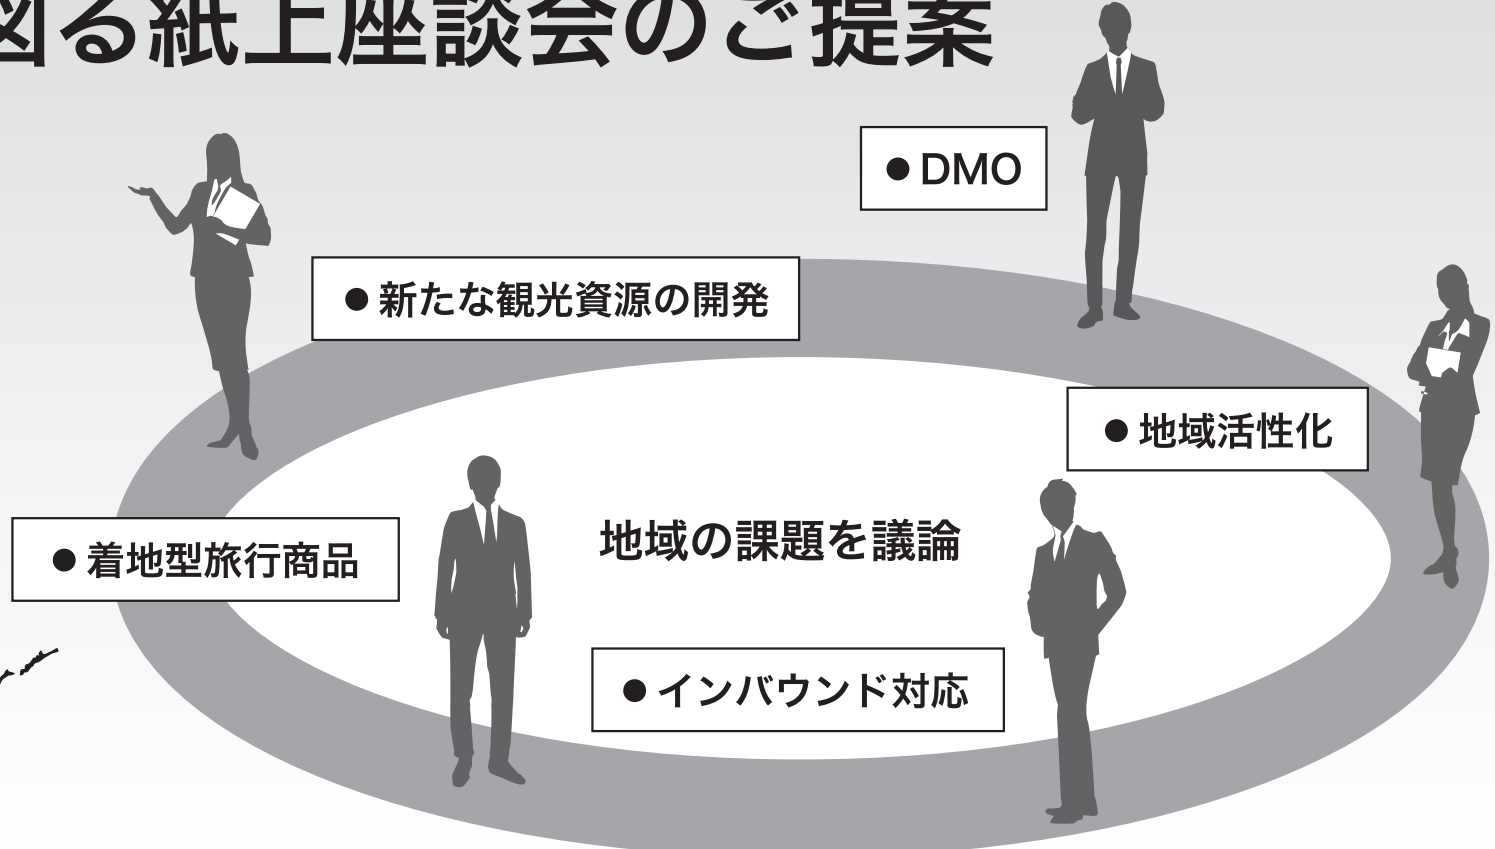 図る紙上座談会のご提案
● DMO
● 新たな観光資源の開発
● 地域活性化
● 着地型旅行商品
地域の課題を議論
● インバウンド対応